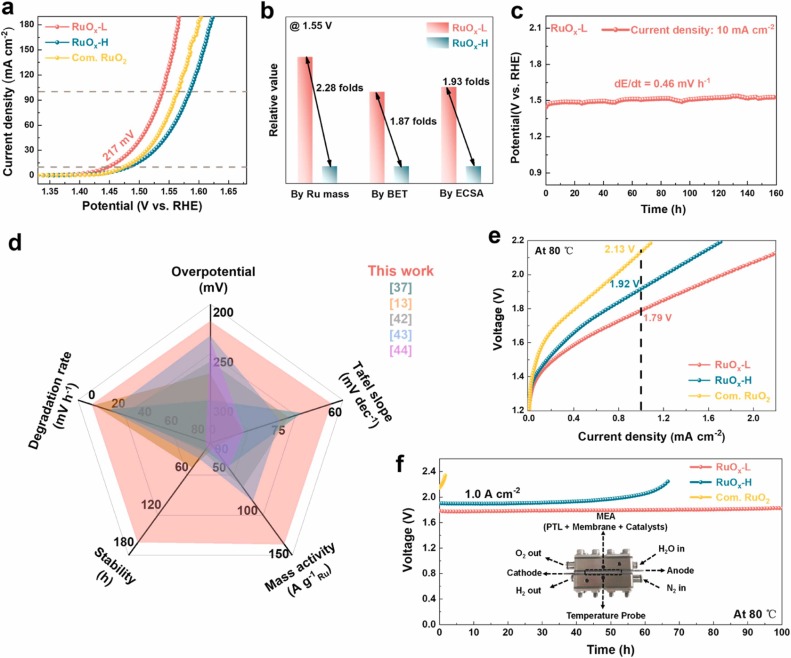 a
RuOx-L
RuOx-H
Com. RuO2
217 mV
Current density (mA cm-2)
190
150
120
90
60
30
0
1.35 1.40 1.45 1.50 1.55 1.60 1.65
Potential (V vs. RHE)
b
@ 1.55 V
RuOx-L
RuOx-H
2.28 folds
1.87 folds
1.93 folds
Relative value
By Ru mass By BET By ECSA
c
RuOx-L
Current density: 10 mA cm-2
dE/dt = 0.46 mV h-1
Potential(V vs. RHE)
2.1
1.8
1.5
1.2
0.9
0 20 40 60 80 100 120 140 160
Time (h)
d
Overpotential
(mV)
200
250
300
Tafel slope
(mV dec-1)
60
75
90
Mass activity
(A g-1Ru)
50
100
150
Stability
(h)
60
120
180
Degradation rate
(mV h-1)
0
20
40
60
80
This work
[37]
[13]
[42]
[43]
[44]
e
At 80 ℃
2.13 V
1.92 V
1.79 V
RuOx-L
RuOx-H
Com. RuO2
Voltage (V)
2.2
2.0
1.8
1.6
1.4
1.2
0.0 0.4 0.8 1.2 1.6 2.0
Current density (mA cm-2)
f
1.0 A cm-2
RuOx-L
RuOx-H
Com. RuO2
MEA
(PTL + Membrane + Catalysts)
O2 out
H2O in
Cathode
Anode
H2 out
N2 in
Temperature Probe
At 80 ℃
Voltage (V)
2.4
2.0
1.6
1.2
0.8
0.4
0.0
0 10 20 30 40 50 60 70 80 90 100
Time (h)